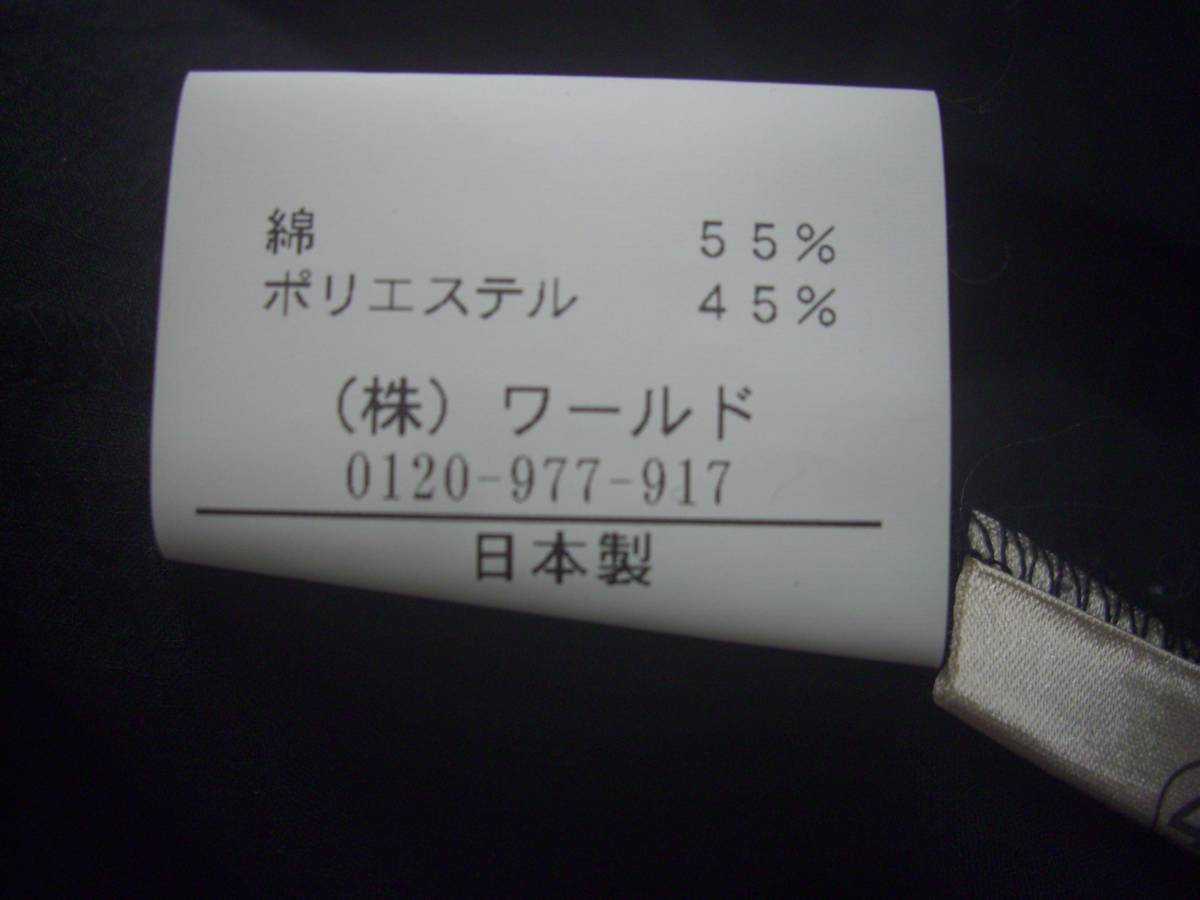 綿 55%
ポリエステル 45%
(株) ワールド
0120-977-917
日本製